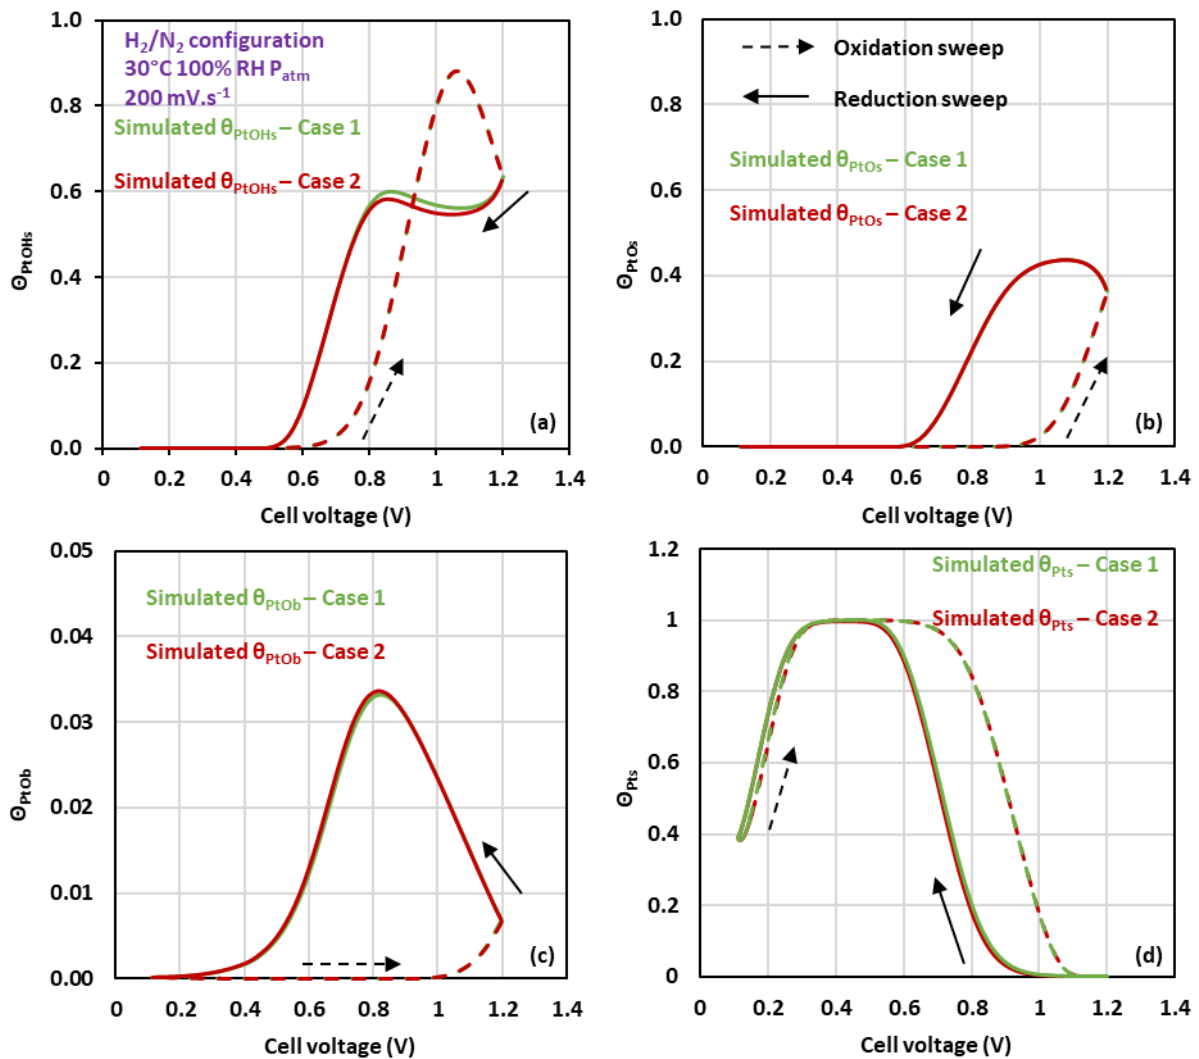 H2/N2 configuration
30°C 100% RH Patm
200 mV.s-1
Simulated θPtOHs – Case 1
Simulated θPtOHs – Case 2
ΘPtOHs
1.0
0.8
0.6
0.4
0.2
0.0
(a)
0 0.2 0.4 0.6 0.8 1 1.2 1.4
Cell voltage (V)
Oxidation sweep
Reduction sweep
Simulated θPtOs – Case 1
Simulated θPtOs – Case 2
ΘPtOs
1.0
0.8
0.6
0.4
0.2
0.0
(b)
0 0.2 0.4 0.6 0.8 1 1.2 1.4
Cell voltage (V)
Simulated θPtOb – Case 1
Simulated θPtOb – Case 2
ΘPtOb
0.05
0.04
0.03
0.02
0.01
0.00
(c)
0 0.2 0.4 0.6 0.8 1 1.2 1.4
Cell voltage (V)
Simulated θPts – Case 1
Simulated θPts – Case 2
ΘPts
1.2
1
0.8
0.6
0.4
0.2
0
(d)
0 0.2 0.4 0.6 0.8 1 1.2 1.4
Cell voltage (V)